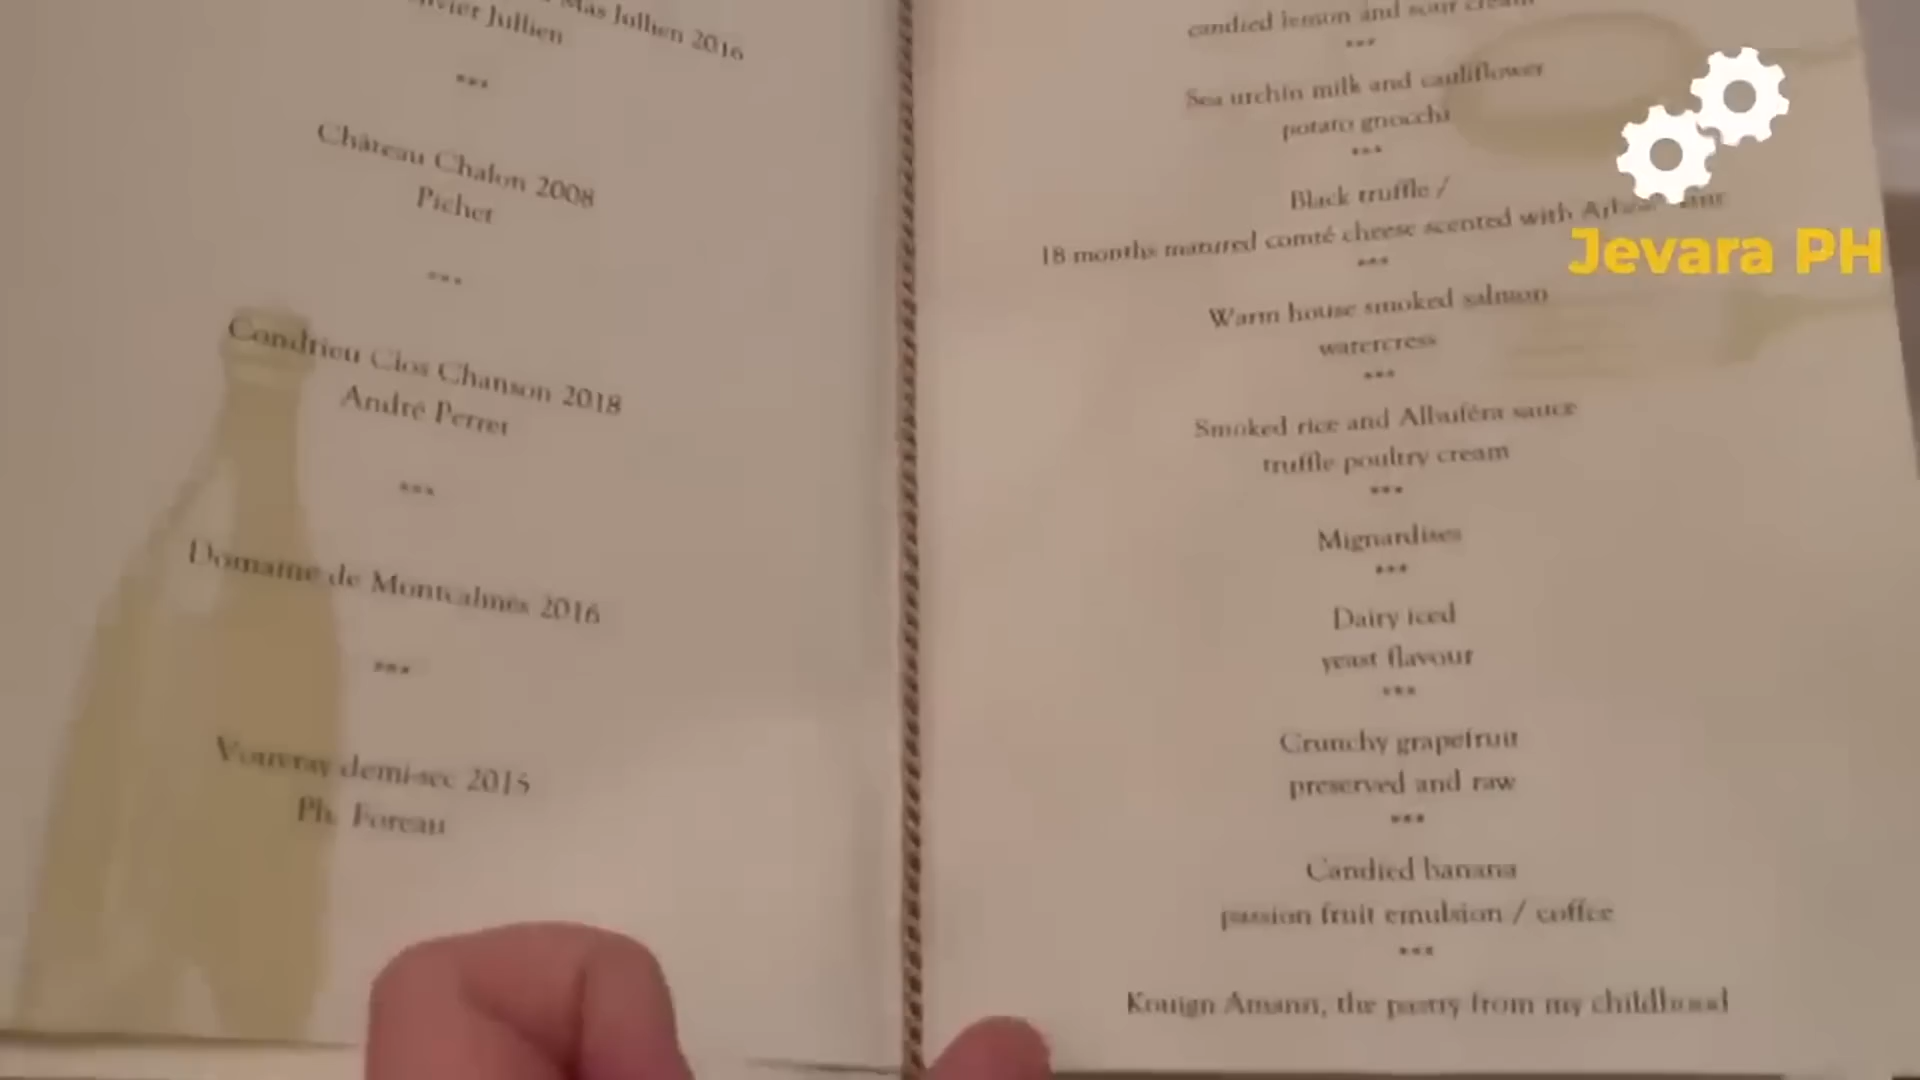 Mas Jullien 2016
Jullien
***
Château Chalon 2008
Pichet
***
Condrieu Clos Chanson 2018
André Perret
***
Domaine de Montcalmès 2016
***
Vouvray demi-sec 2015
Ph. Foreau
candied lemon and sour cream
***
Sea urchin milk and cauliflower
potato gnocchi
***
Black truffle /
18 months matured comté cheese scented with
***
Warm house smoked salmon
watercress
***
Smoked rice and Albuféra sauce
truffle poultry cream
***
Mignardises
***
Dairy iced
yeast flavour
***
Crunchy grapefruit
preserved and raw
***
Candied banana
passion fruit emulsion / coffee
***
Kouign Amann, the pastry from my childhood
Jevara PH